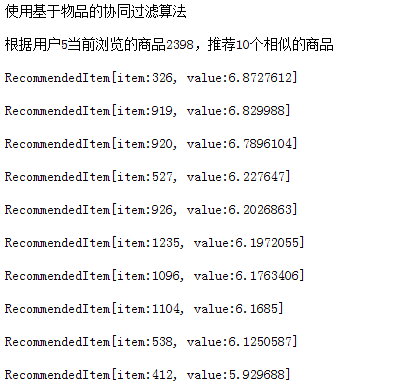 使用基于物品的协同过滤算法
根据用户5当前浏览的商品2398，推荐10个相似的商品
RecommendedItem[item:326, value:6.8727612]
RecommendedItem[item:919, value:6.829988]
RecommendedItem[item:920, value:6.7896104]
RecommendedItem[item:527, value:6.227647]
RecommendedItem[item:926, value:6.2026863]
RecommendedItem[item:1235, value:6.1972055]
RecommendedItem[item:1096, value:6.1763406]
RecommendedItem[item:1104, value:6.1685]
RecommendedItem[item:538, value:6.1250587]
RecommendedItem[item:412, value:5.929688]